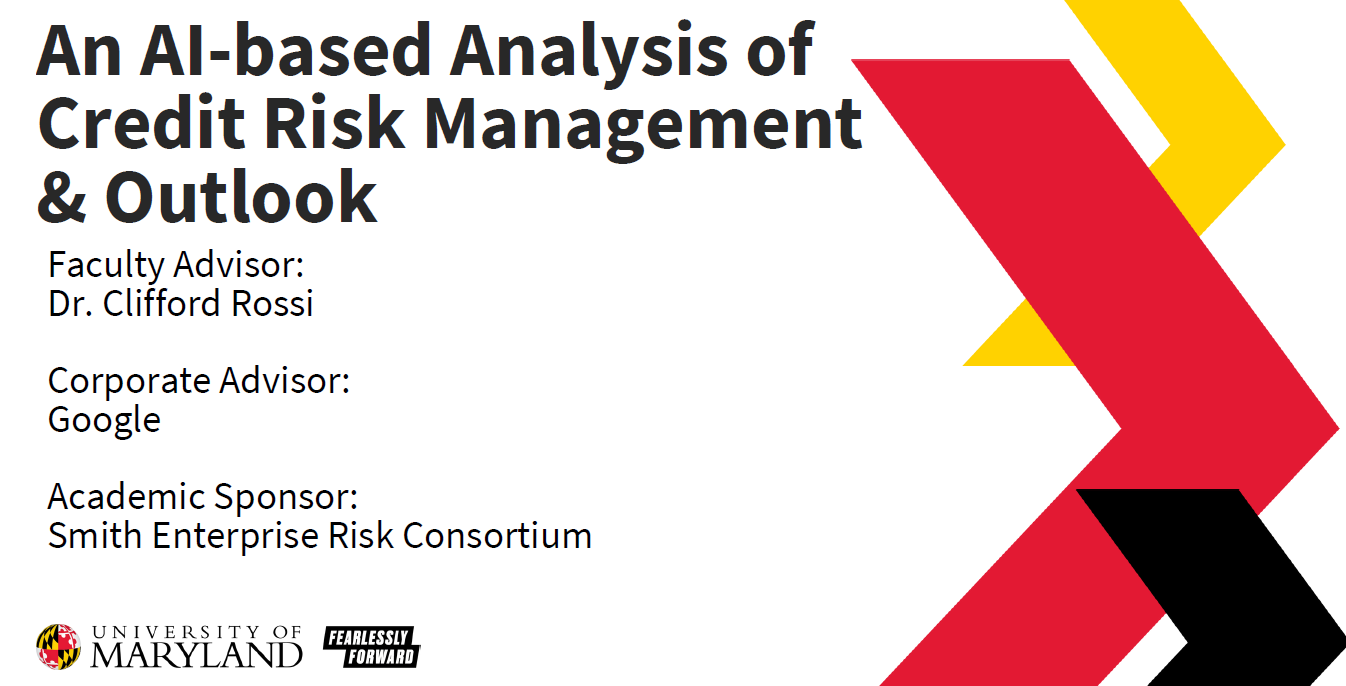 An AI-based Analysis of
Credit Risk Management
& Outlook
Faculty Advisor:
Dr. Clifford Rossi
Corporate Advisor:
Google
Academic Sponsor:
Smith Enterprise Risk Consortium
UNIVERSITY OF
MARYLAND
FEARLESSLY
FORWARD